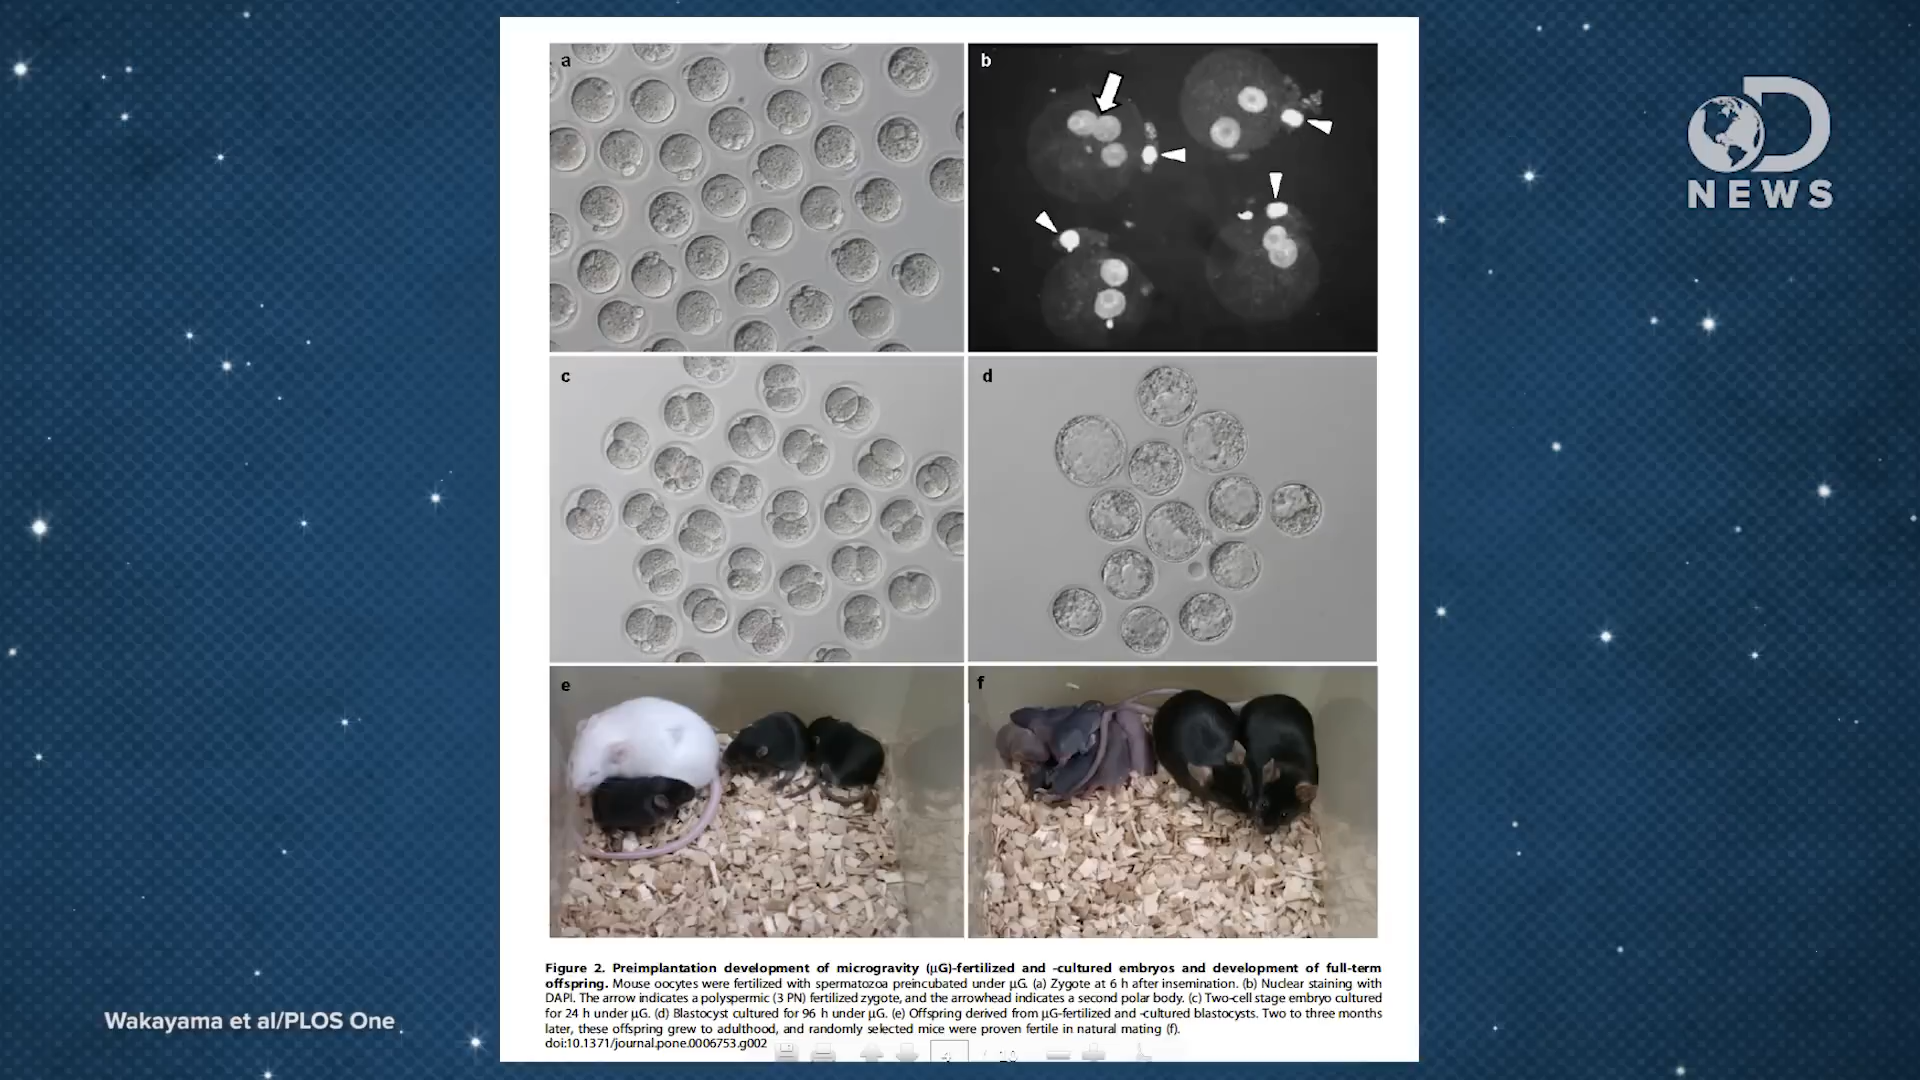 a
b
D
NEWS
c
d
e
f
Figure 2. Preimplantation development of microgravity (μG)-fertilized and -cultured embryos and development of full-term
offspring. Mouse oocytes were fertilized with spermatozoa preincubated under μG. (a) Zygote at 6 h after insemination. (b) Nuclear staining with
DAPI. The arrow indicates a polyspermic (3 PN) fertilized zygote, and the arrowhead indicates a second polar body. (c) Two-cell stage embryo cultured
for 24 h under μG. (d) Blastocyst cultured for 96 h under μG. (e) Offspring derived from μG-fertilized and -cultured blastocysts. Two to three months
later, these offspring grew to adulthood, and randomly selected mice were proven fertile in natural mating (f).
doi:10.1371/journal.pone.0006753.g002
Wakayama et al/PLOS One